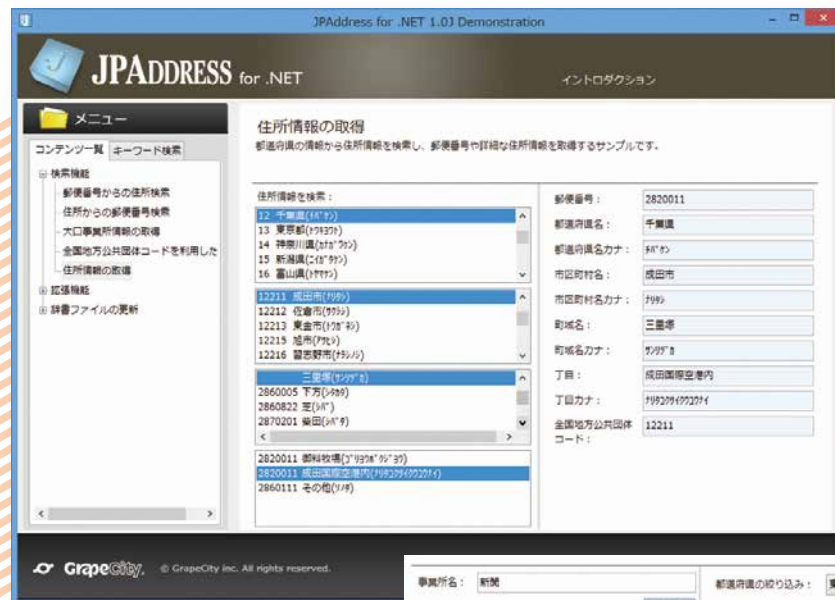 JPAddress for .NET 1.0J Demonstration
JPADDRESS for .NET
イントロダクション
メニュー
コンテンツ一覧 キーワード検索
検索機能
郵便番号からの住所検索
住所からの郵便番号検索
大口事業所情報の取得
全国地方公共団体コードを利用した
住所情報の取得
拡張機能
辞書ファイルの更新
住所情報の取得
都道府県の情報から住所情報を検索し、郵便番号や詳細な住所情報を取得するサンプルです。
住所情報を検索：
12 千葉県(ﾁﾊﾞｹﾝ)
13 東京都(ﾄｳｷｮｳﾄ)
14 神奈川県(ｶﾅｶﾞﾜｹﾝ)
15 新潟県(ﾆｲｶﾞﾀｹﾝ)
16 富山県(ﾄﾔﾏｹﾝ)
12211 成田市(ﾅﾘﾀｼ)
12212 佐倉市(ｻｸﾗｼ)
12213 東金市(ﾄｳｶﾞﾈｼ)
12215 旭市(ｱｻﾋｼ)
12216 習志野市(ﾅﾗｼﾉｼ)
三里塚(ｻﾝﾘﾂﾞｶ)
2860005 下方(ｼﾀｶﾀ)
2860822 芝(ｼﾊﾞ)
2870201 柴田(ｼﾊﾞﾀ)
2820011 御料牧場(ｺﾞﾘｮｳﾎﾞｸｼﾞｮｳ)
2820011 成田国際空港内(ﾅﾘﾀｺｸｻｲｸｳｺｳﾅｲ)
2860111 その他(ｿﾉﾀ)
郵便番号： 2820011
都道府県名： 千葉県
都道府県名カナ： ﾁﾊﾞｹﾝ
市区町村名： 成田市
市区町村名カナ： ﾅﾘﾀｼ
町域名： 三里塚
町域名カナ： ｻﾝﾘﾂﾞｶ
丁目： 成田国際空港内
丁目カナ： ﾅﾘﾀｺｸｻｲｸｳｺｳﾅｲ
全国地方公共団体 12211
コード：
GrapeCity. © GrapeCity inc. All rights reserved.
事業所名： 新聞 都道府県の絞り込み：